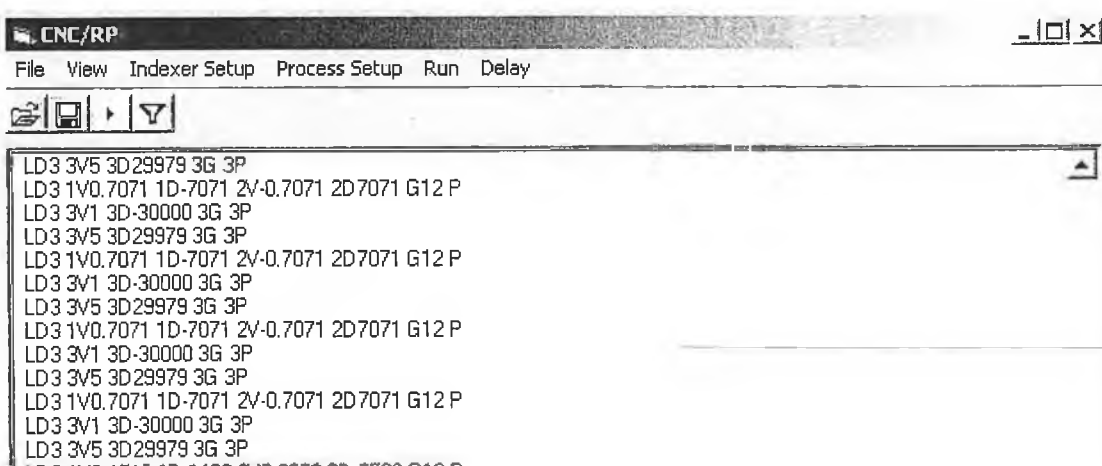 CNC/RP
File View Indexer Setup Process Setup Run Delay
LD3 3V5 3D29979 3G 3P
LD3 1V0.7071 1D-7071 2V-0.7071 2D7071 G12 P
LD3 3V1 3D-30000 3G 3P
LD3 3V5 3D29979 3G 3P
LD3 1V0.7071 1D-7071 2V-0.7071 2D7071 G12 P
LD3 3V1 3D-30000 3G 3P
LD3 3V5 3D29979 3G 3P
LD3 1V0.7071 1D-7071 2V-0.7071 2D7071 G12 P
LD3 3V1 3D-30000 3G 3P
LD3 3V5 3D29979 3G 3P
LD3 1V0.7071 1D-7071 2V-0.7071 2D7071 G12 P
LD3 3V1 3D-30000 3G 3P
LD3 3V5 3D29979 3G 3P